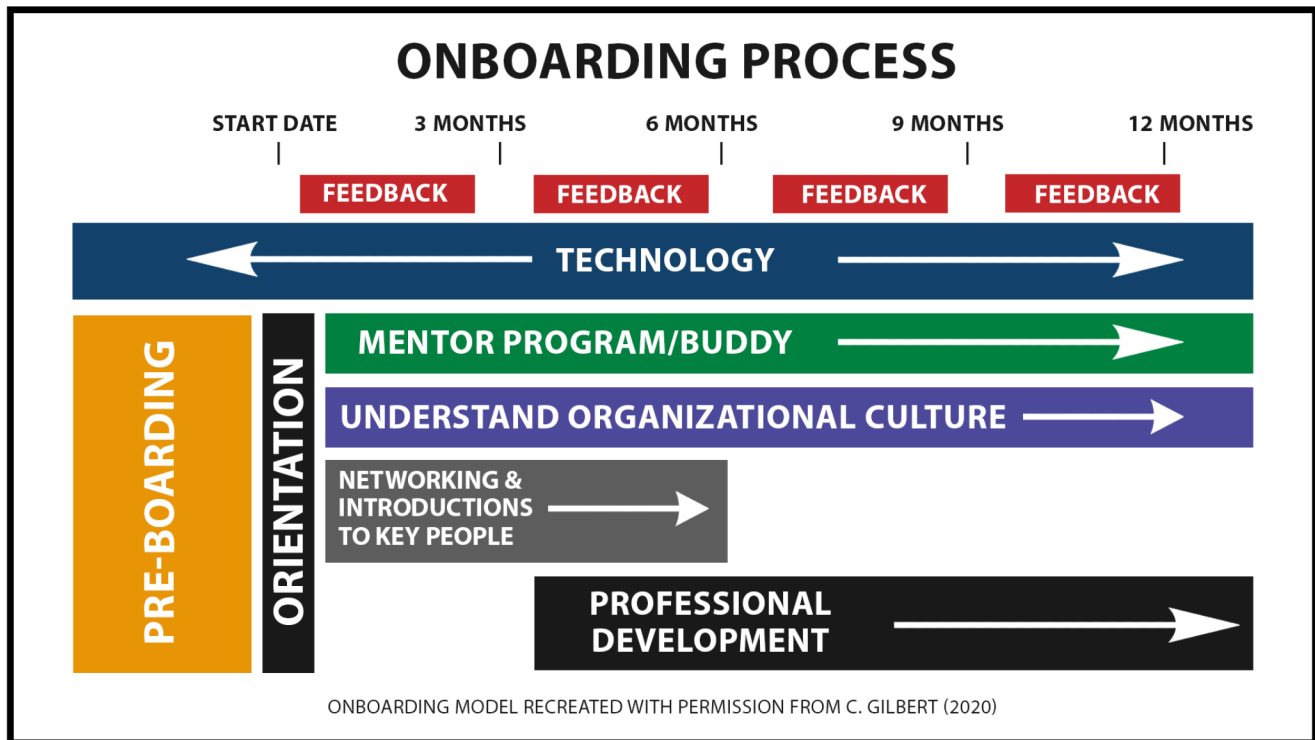 ONBOARDING PROCESS
START DATE 3 MONTHS 6 MONTHS 9 MONTHS 12 MONTHS
FEEDBACK FEEDBACK FEEDBACK FEEDBACK
TECHNOLOGY
PRE-BOARDING
ORIENTATION
MENTOR PROGRAM/BUDDY
UNDERSTAND ORGANIZATIONAL CULTURE
NETWORKING &
INTRODUCTIONS
TO KEY PEOPLE
PROFESSIONAL
DEVELOPMENT
ONBOARDING MODEL RECREATED WITH PERMISSION FROM C. GILBERT (2020)